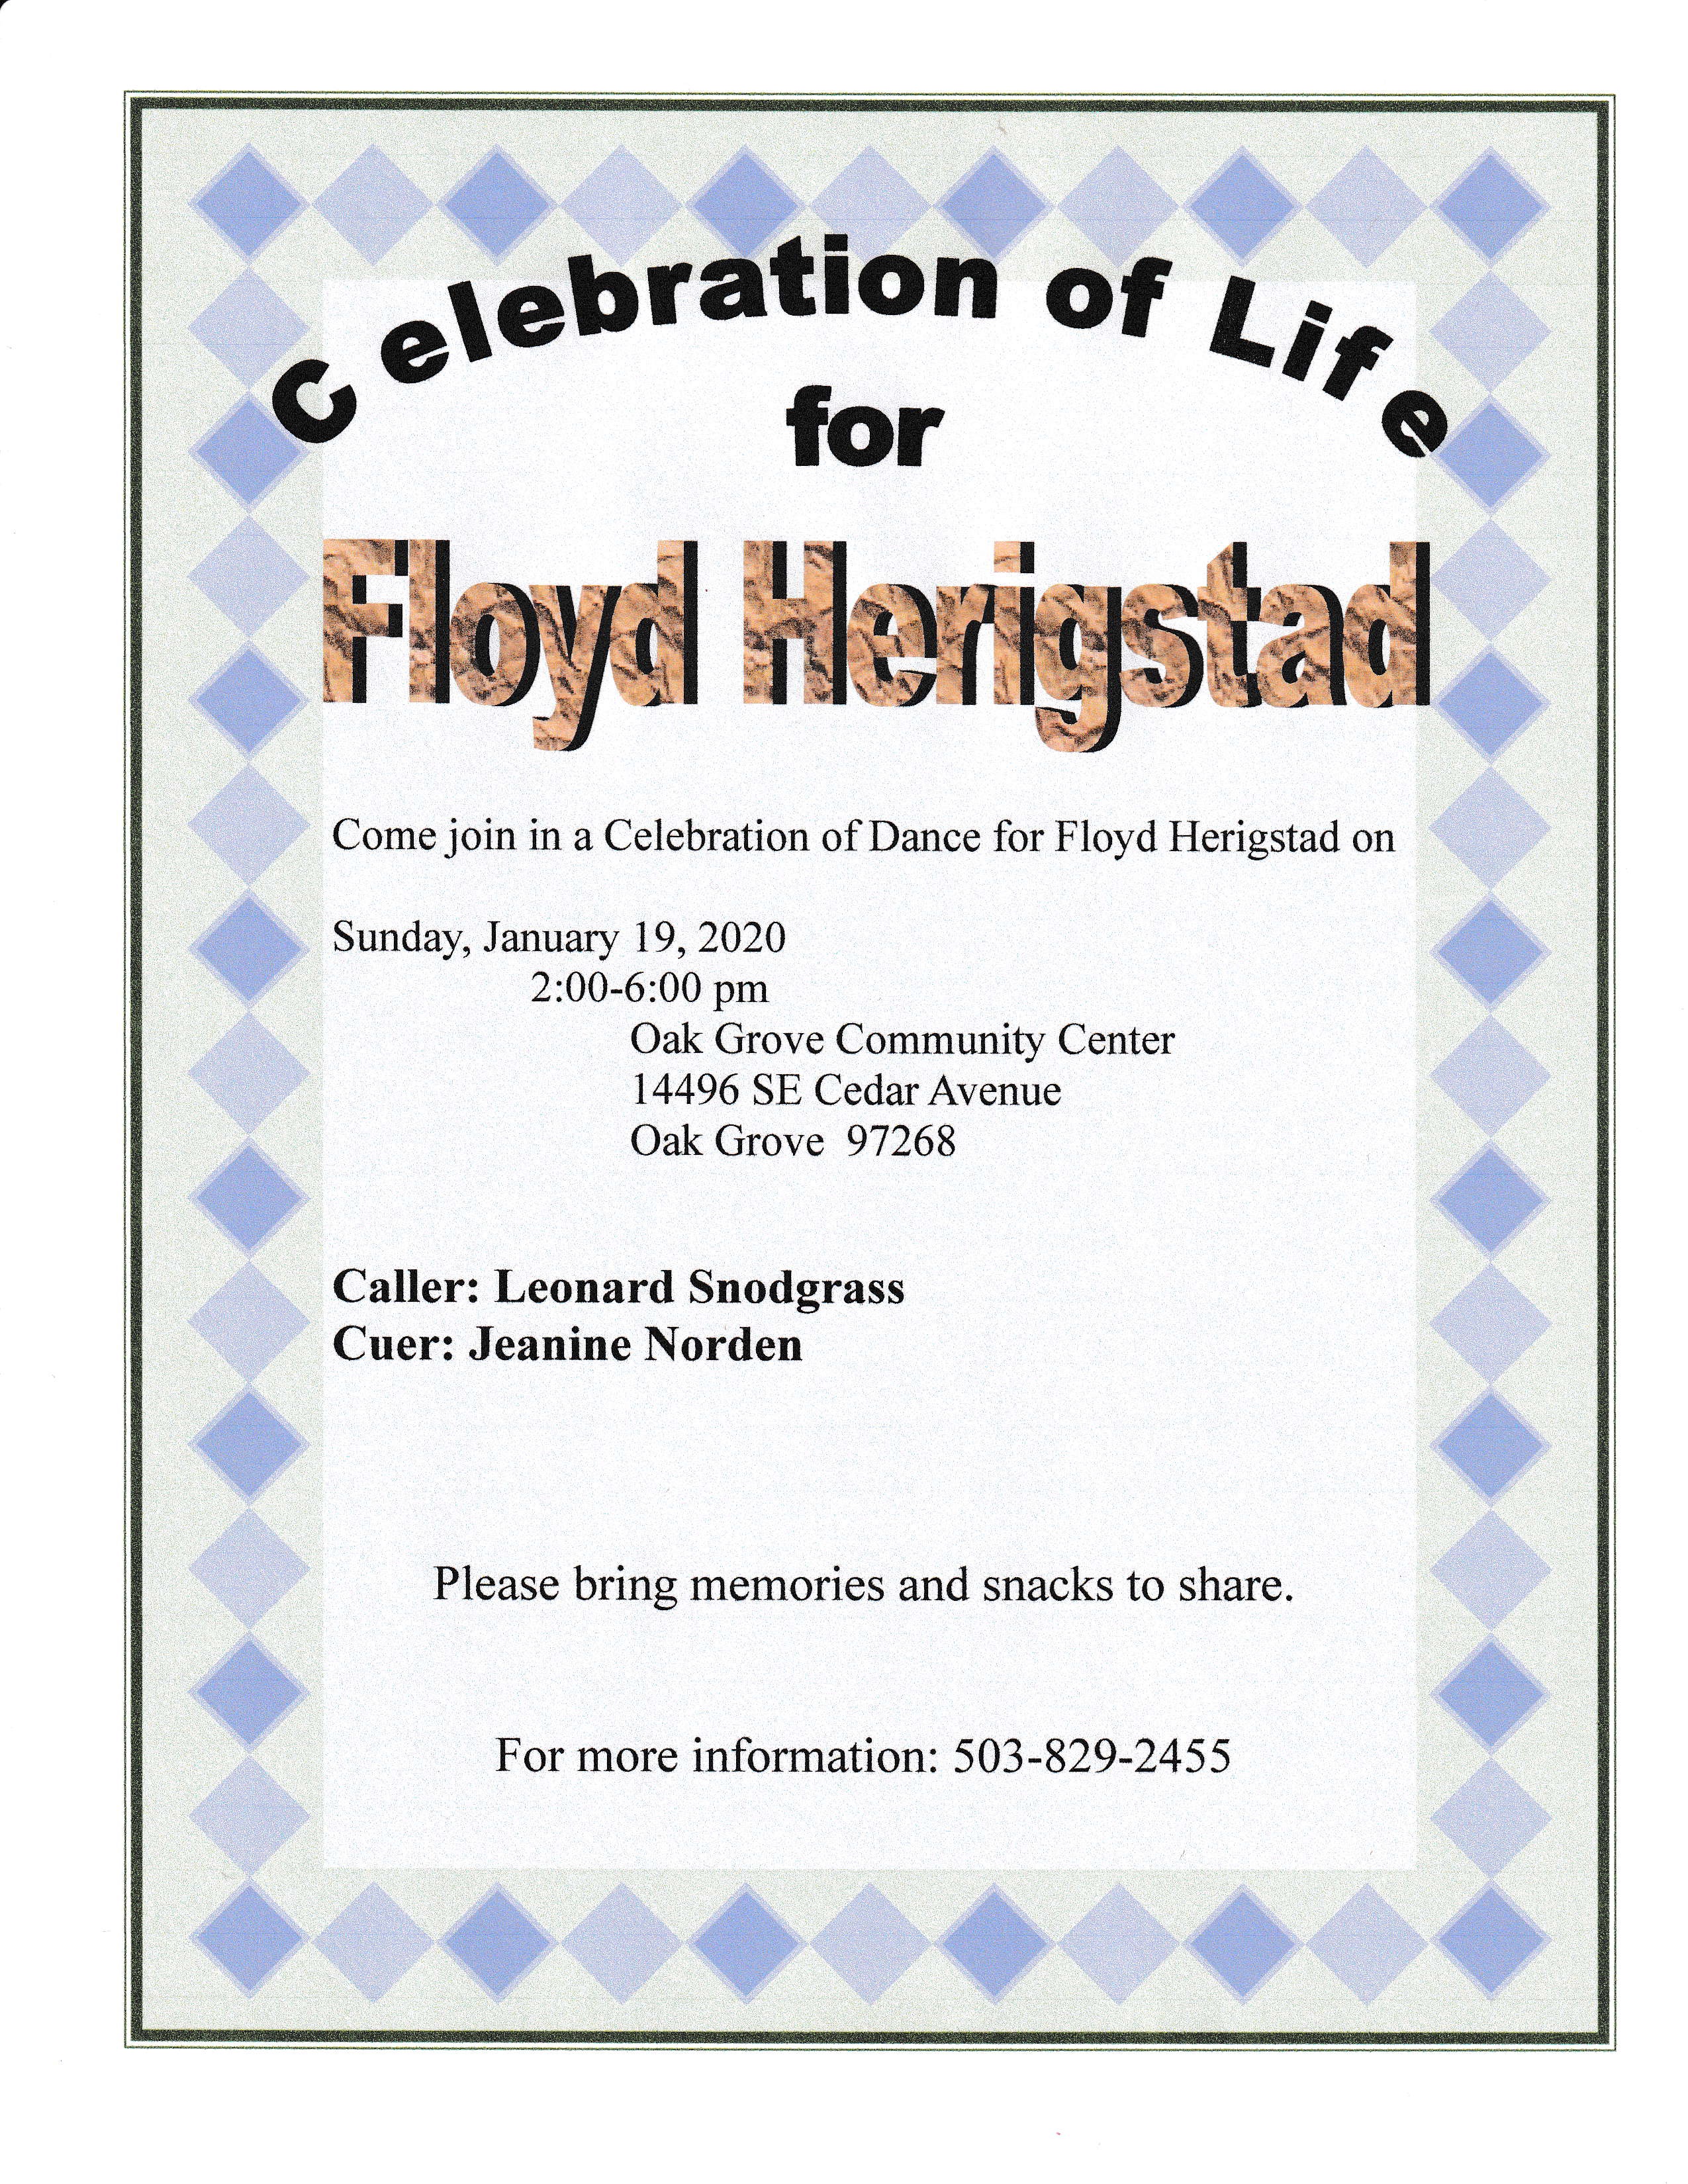 Celebration of Life
for
Floyd Herigstad
Come join in a Celebration of Dance for Floyd Herigstad on
Sunday, January 19, 2020
2:00-6:00 pm
Oak Grove Community Center
14496 SE Cedar Avenue
Oak Grove 97268
Caller: Leonard Snodgrass
Cuer: Jeanine Norden
Please bring memories and snacks to share.
For more information: 503-829-2455